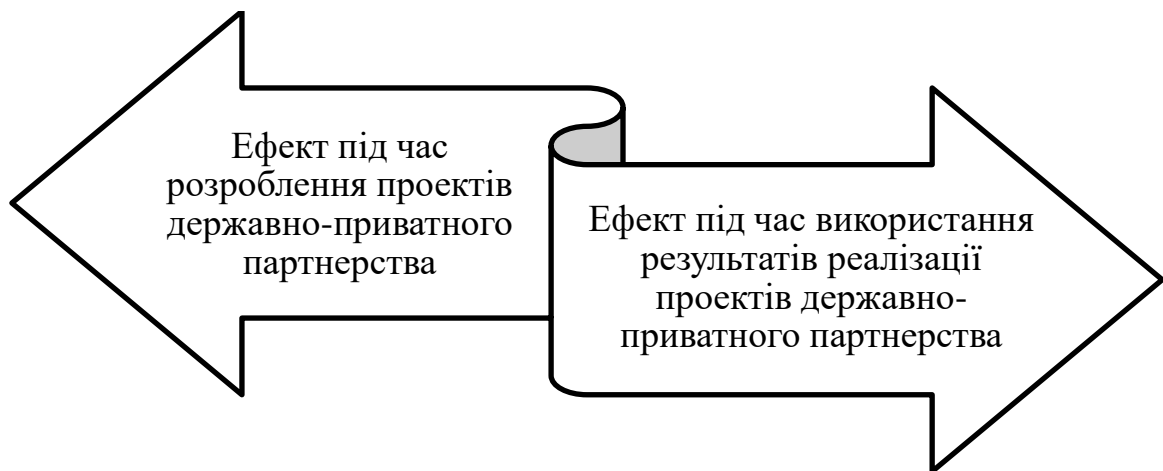 Ефект під час
розроблення проектів
державно-приватного
партнерства
Ефект під час використання
результатів реалізації
проектів державно-
приватного партнерства